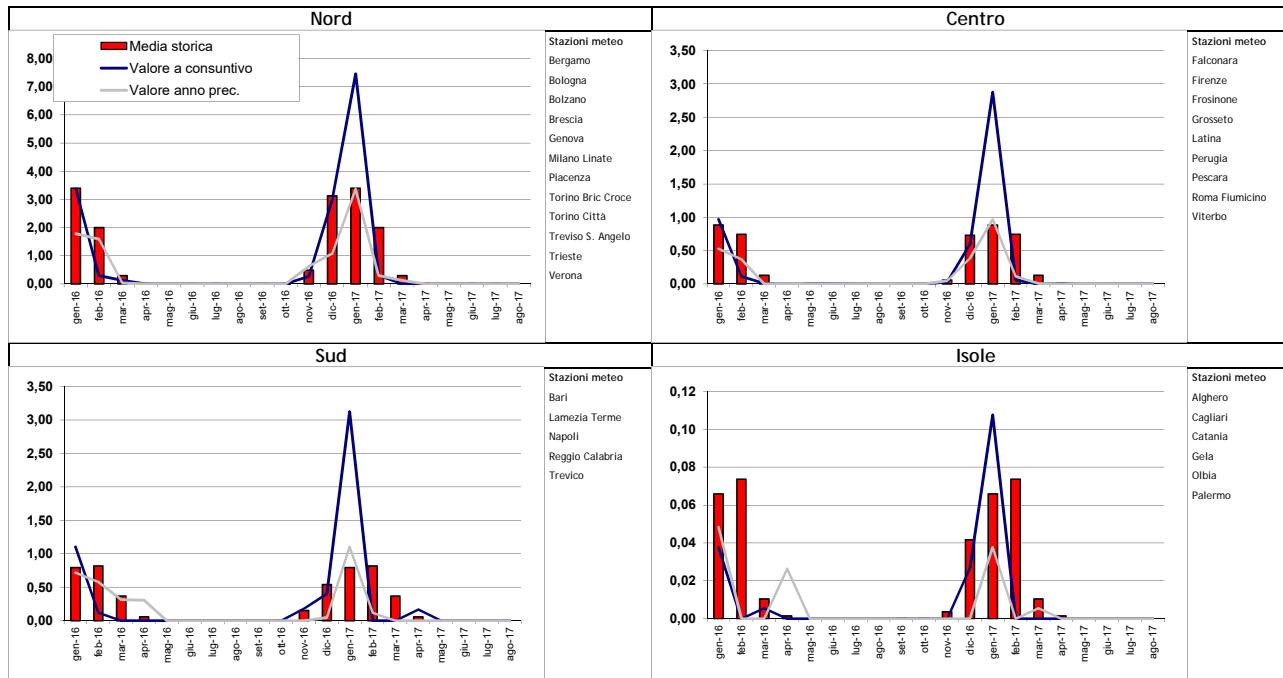 Nord
Media storica
Valore a consuntivo
Valore anno prec.
8,00
7,00
6,00
5,00
4,00
3,00
2,00
1,00
0,00
gen-16
feb-16
mar-16
apr-16
mag-16
giu-16
lug-16
ago-16
set-16
ott-16
nov-16
dic-16
gen-17
feb-17
mar-17
apr-17
mag-17
giu-17
lug-17
ago-17
Stazioni meteo
Bergamo
Bologna
Bolzano
Brescia
Genova
Milano Linate
Piacenza
Torino Bric Croce
Torino Città
Treviso S. Angelo
Trieste
Verona
Centro
3,50
3,00
2,50
2,00
1,50
1,00
0,50
0,00
gen-16
feb-16
mar-16
apr-16
mag-16
giu-16
lug-16
ago-16
set-16
ott-16
nov-16
dic-16
gen-17
feb-17
mar-17
apr-17
mag-17
giu-17
lug-17
ago-17
Stazioni meteo
Falconara
Firenze
Frosinone
Grosseto
Latina
Perugia
Pescara
Roma Fiumicino
Viterbo
Sud
3,50
3,00
2,50
2,00
1,50
1,00
0,50
0,00
gen-16
feb-16
mar-16
apr-16
mag-16
giu-16
lug-16
ago-16
set-16
ott-16
nov-16
dic-16
gen-17
feb-17
mar-17
apr-17
mag-17
giu-17
lug-17
ago-17
Stazioni meteo
Bari
Lamezia Terme
Napoli
Reggio Calabria
Trevico
Isole
0,12
0,10
0,08
0,06
0,04
0,02
0,00
gen-16
feb-16
mar-16
apr-16
mag-16
giu-16
lug-16
ago-16
set-16
ott-16
nov-16
dic-16
gen-17
feb-17
mar-17
apr-17
mag-17
giu-17
lug-17
ago-17
Stazioni meteo
Alghero
Cagliari
Catania
Gela
Olbia
Palermo